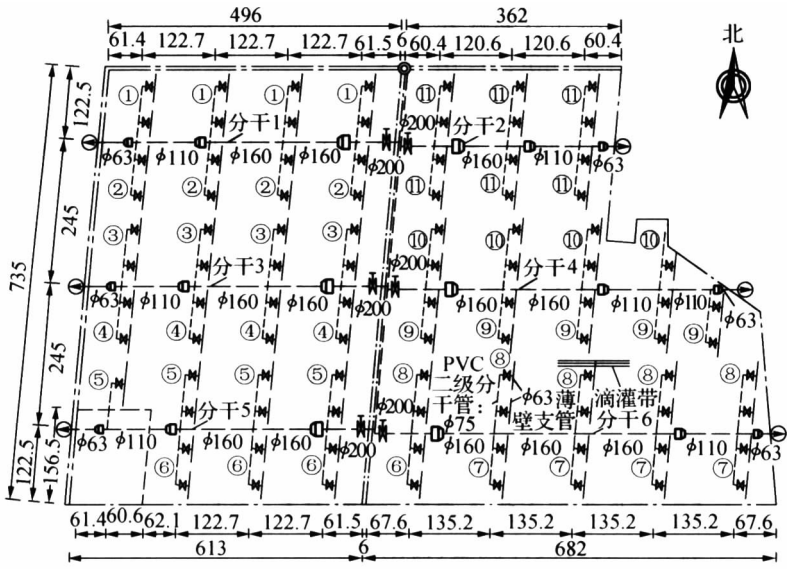 496 362
61.4 122.7 122.7 122.7 61.5 6 60.4 120.6 120.6 60.4
北
① ① ① ① ⑪ ⑪ ⑪
122.5
分干1 φ200 分干2
φ63 φ110 φ160 φ160 φ200 φ160 φ110 φ63
② ② ② ② ⑪ ⑪ ⑪
③ ③ ③ ③ ⑩ ⑩ ⑩ ⑩
245
735
分干3 φ200 分干4
φ63 φ110 φ160 φ160 φ200 φ160 φ160 φ110 φ110 φ63
④ ④ ④ ④ ⑨ ⑨ ⑨ ⑨
245
⑤ ⑤ ⑤ ⑤ ⑧ ⑧ ⑧ ⑧
PVC
二级分
干管:
φ75
φ63薄
壁支管
滴灌带
分干5 φ200 分干6
φ63 φ110 φ160 φ160 φ200 φ160 φ160 φ160 φ110 φ63
⑥ ⑥ ⑥ ⑥ ⑦ ⑦ ⑦ ⑦
122.5
156.5
61.4 60.6 62.1 122.7 122.7 61.5 67.6 135.2 135.2 135.2 135.2 67.6
613 6 682